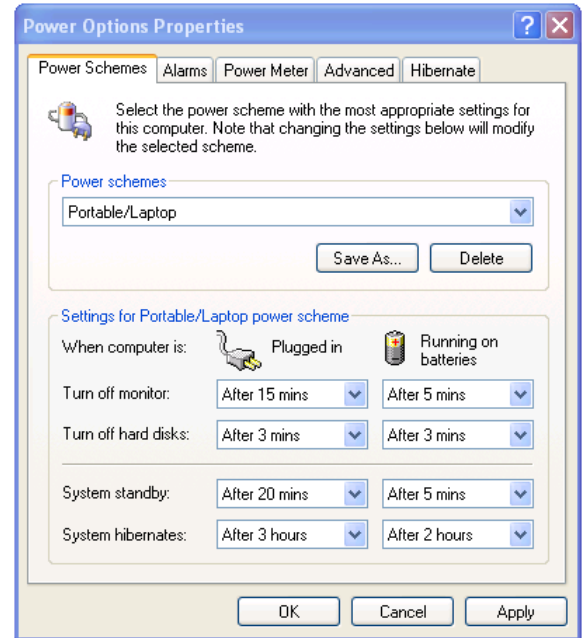 Power Options Properties
Power Schemes Alarms Power Meter Advanced Hibernate
Select the power scheme with the most appropriate settings for
this computer. Note that changing the settings below will modify
the selected scheme.
Power schemes
Portable/Laptop
Save As... Delete
Settings for Portable/Laptop power scheme
When computer is: Plugged in Running on
batteries
Turn off monitor: After 15 mins After 5 mins
Turn off hard disks: After 3 mins After 3 mins
System standby: After 20 mins After 5 mins
System hibernates: After 3 hours After 2 hours
OK Cancel Apply